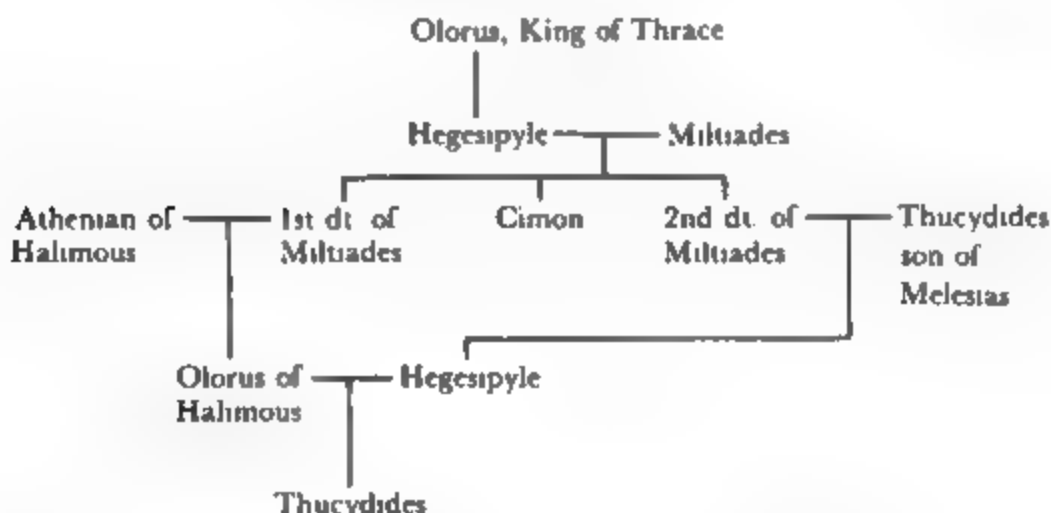 Olorus, King of Thrace
Hegesipyle Miltiades
Athenian of 1st dt. of Cimon 2nd dt. of Thucydides
Halimous Miltiades Miltiades son of
Melesias
Olorus of Hegesipyle
Halimous
Thucydides